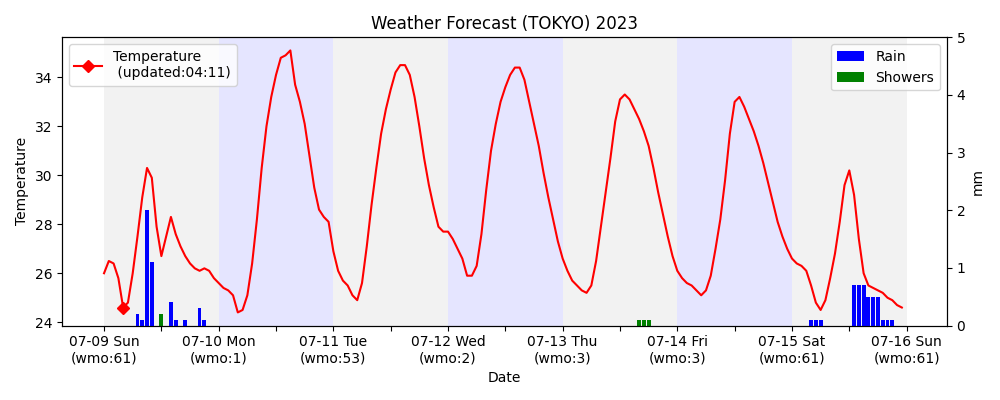 Weather Forecast (TOKYO) 2023
Temperature
(updated:04:11)
Rain
Showers
Temperature
34
32
30
28
26
24
5
4
3
2
1
0
mm
07-09 Sun
(wmo:61)
07-10 Mon
(wmo:1)
07-11 Tue
(wmo:53)
07-12 Wed
(wmo:2)
07-13 Thu
(wmo:3)
07-14 Fri
(wmo:3)
07-15 Sat
(wmo:61)
07-16 Sun
(wmo:61)
Date